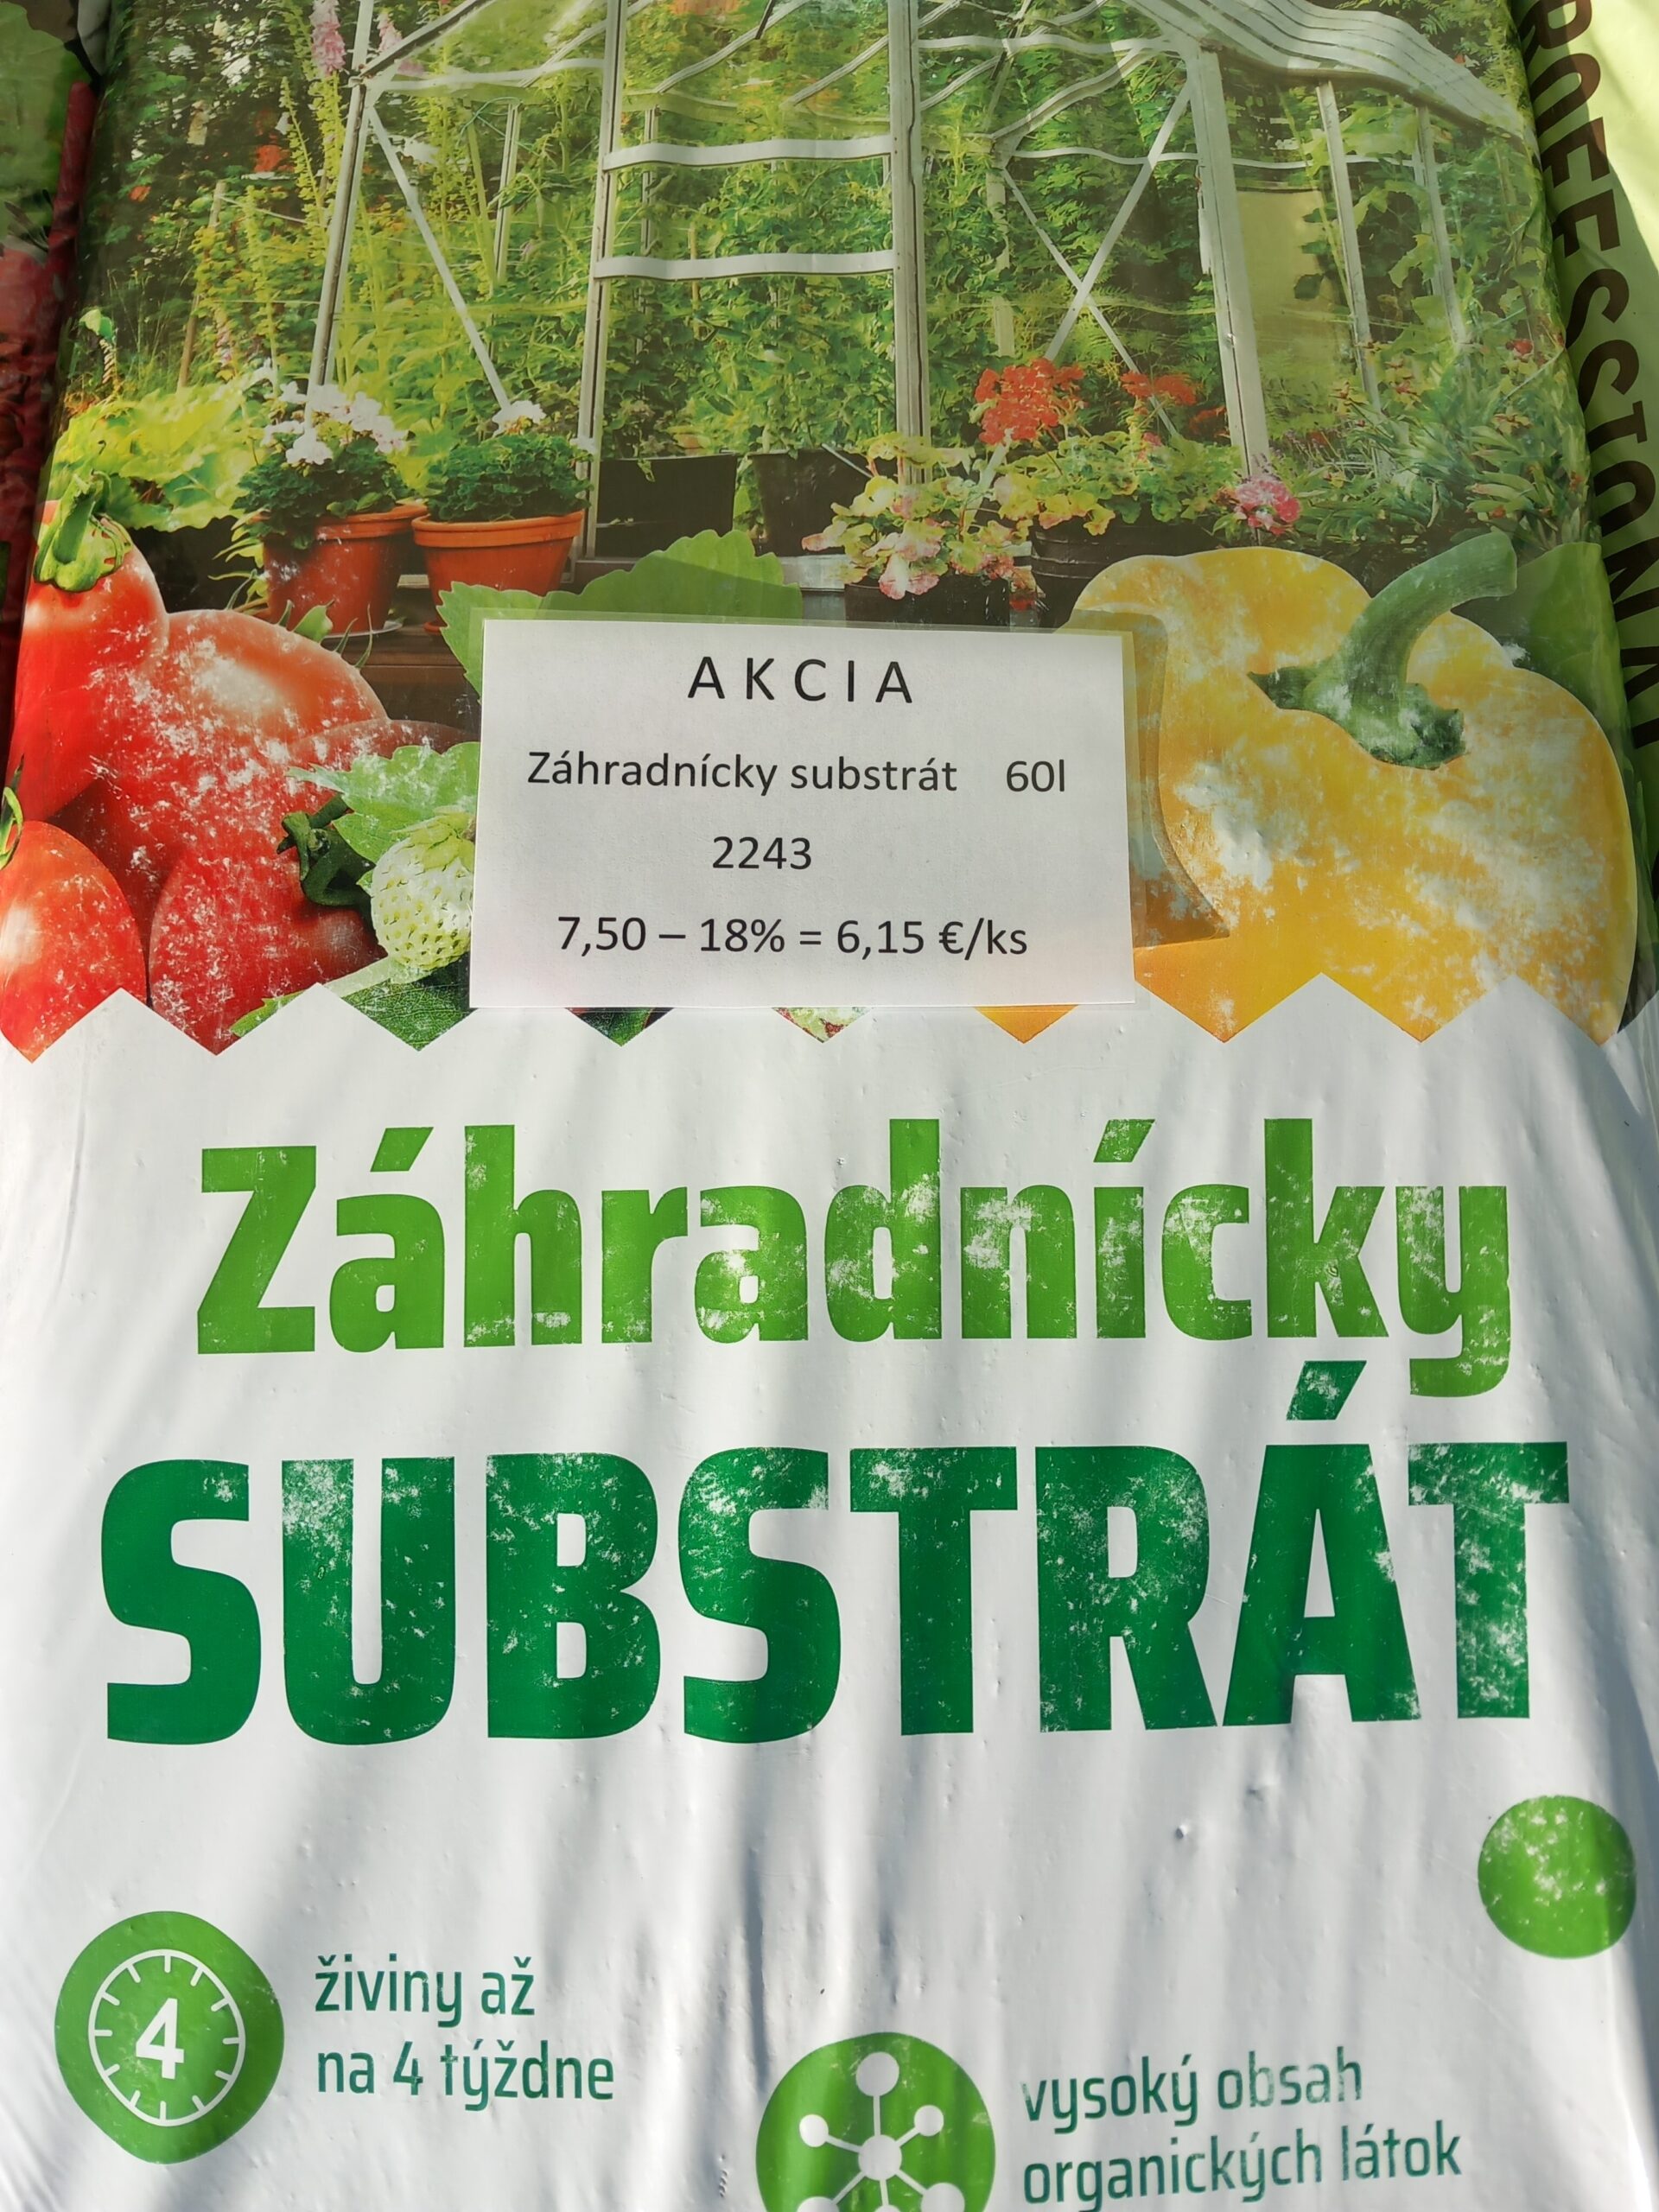 AKCIA
Záhradnícky substrát 60l
2243
7,50 – 18% = 6,15 €/ks
Záhradnícky
SUBSTRÁT
4
živiny až
na 4 týždne
vysoký obsah
organických látok